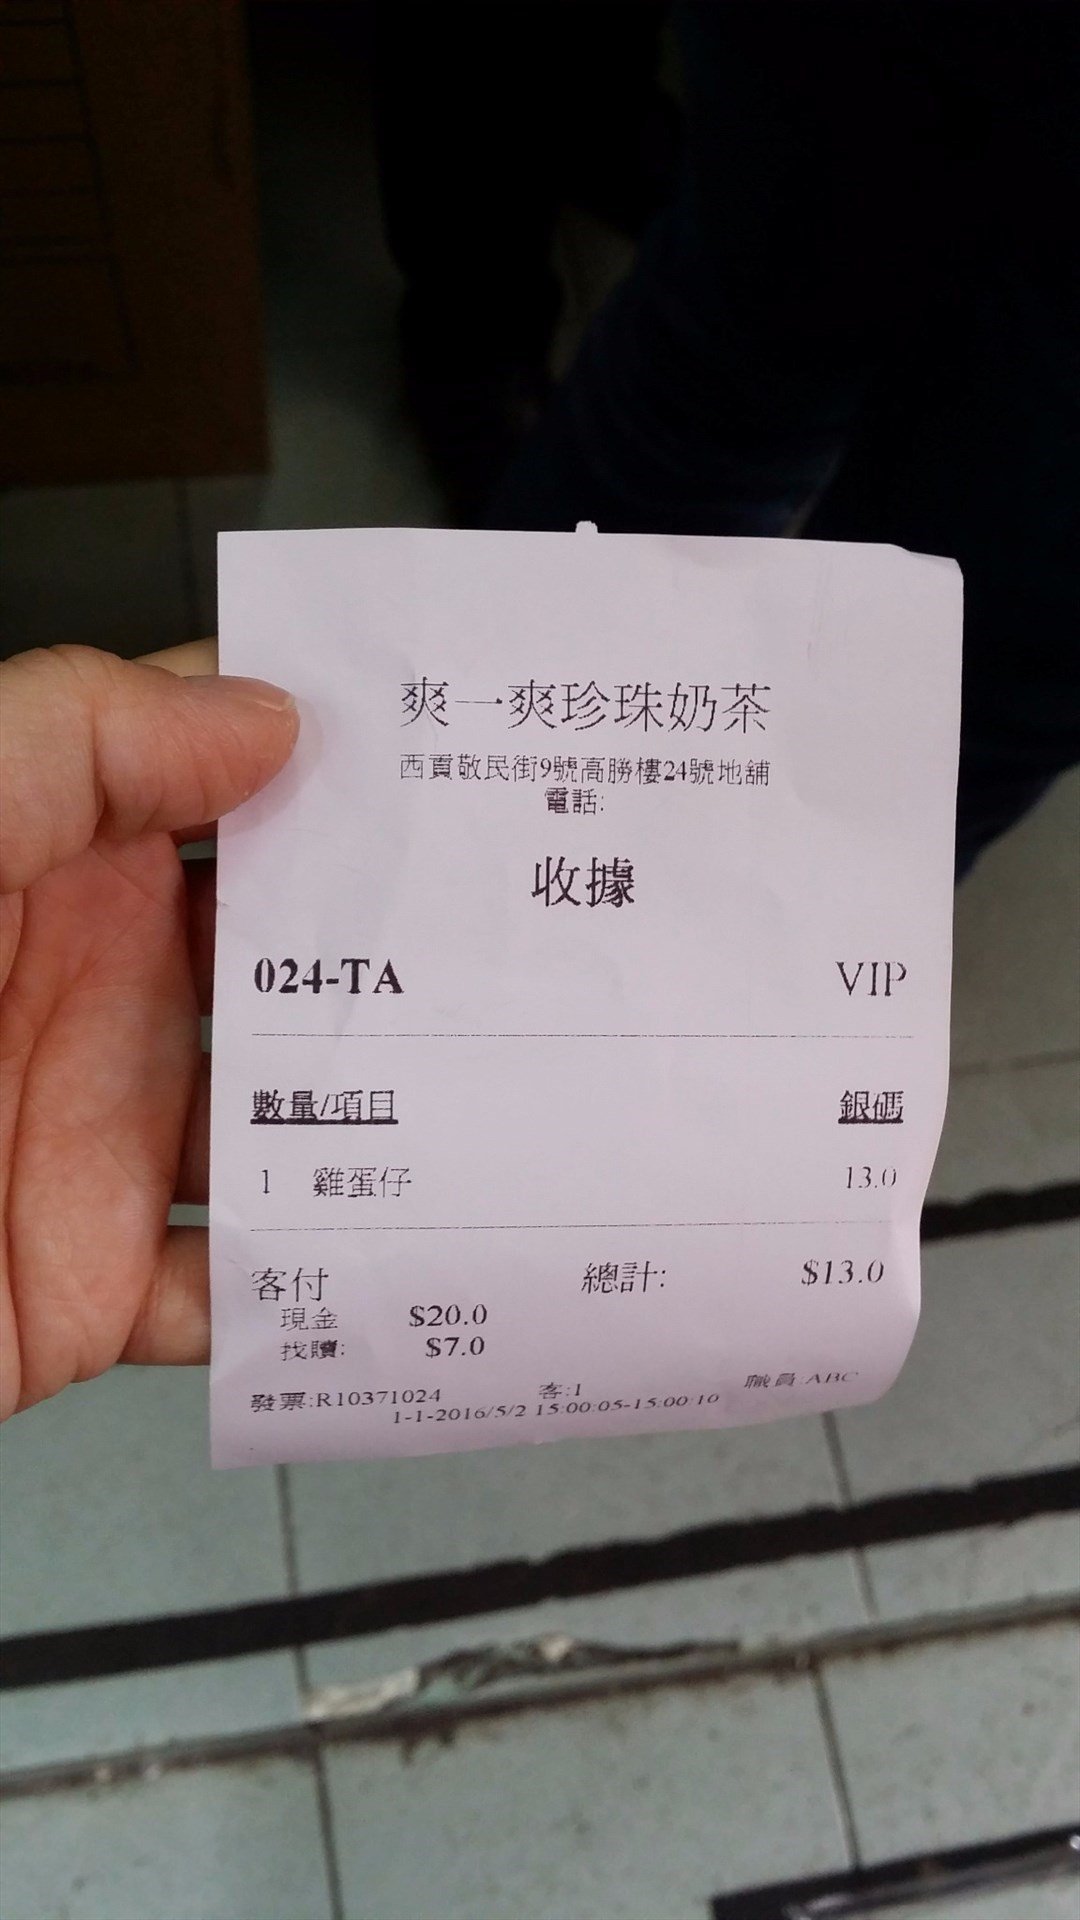 爽一爽珍珠奶茶
西貢敬民街9號高勝樓24號地舖
電話:
收據
024-TA VIP
數量/項目 銀碼
1 雞蛋仔 13.0
客付 總計: $13.0
現金 $20.0
找贖: $7.0
發票:R10371024 客:1 職員:ABC
1-1-2016/5/2 15:00:05-15:00:10